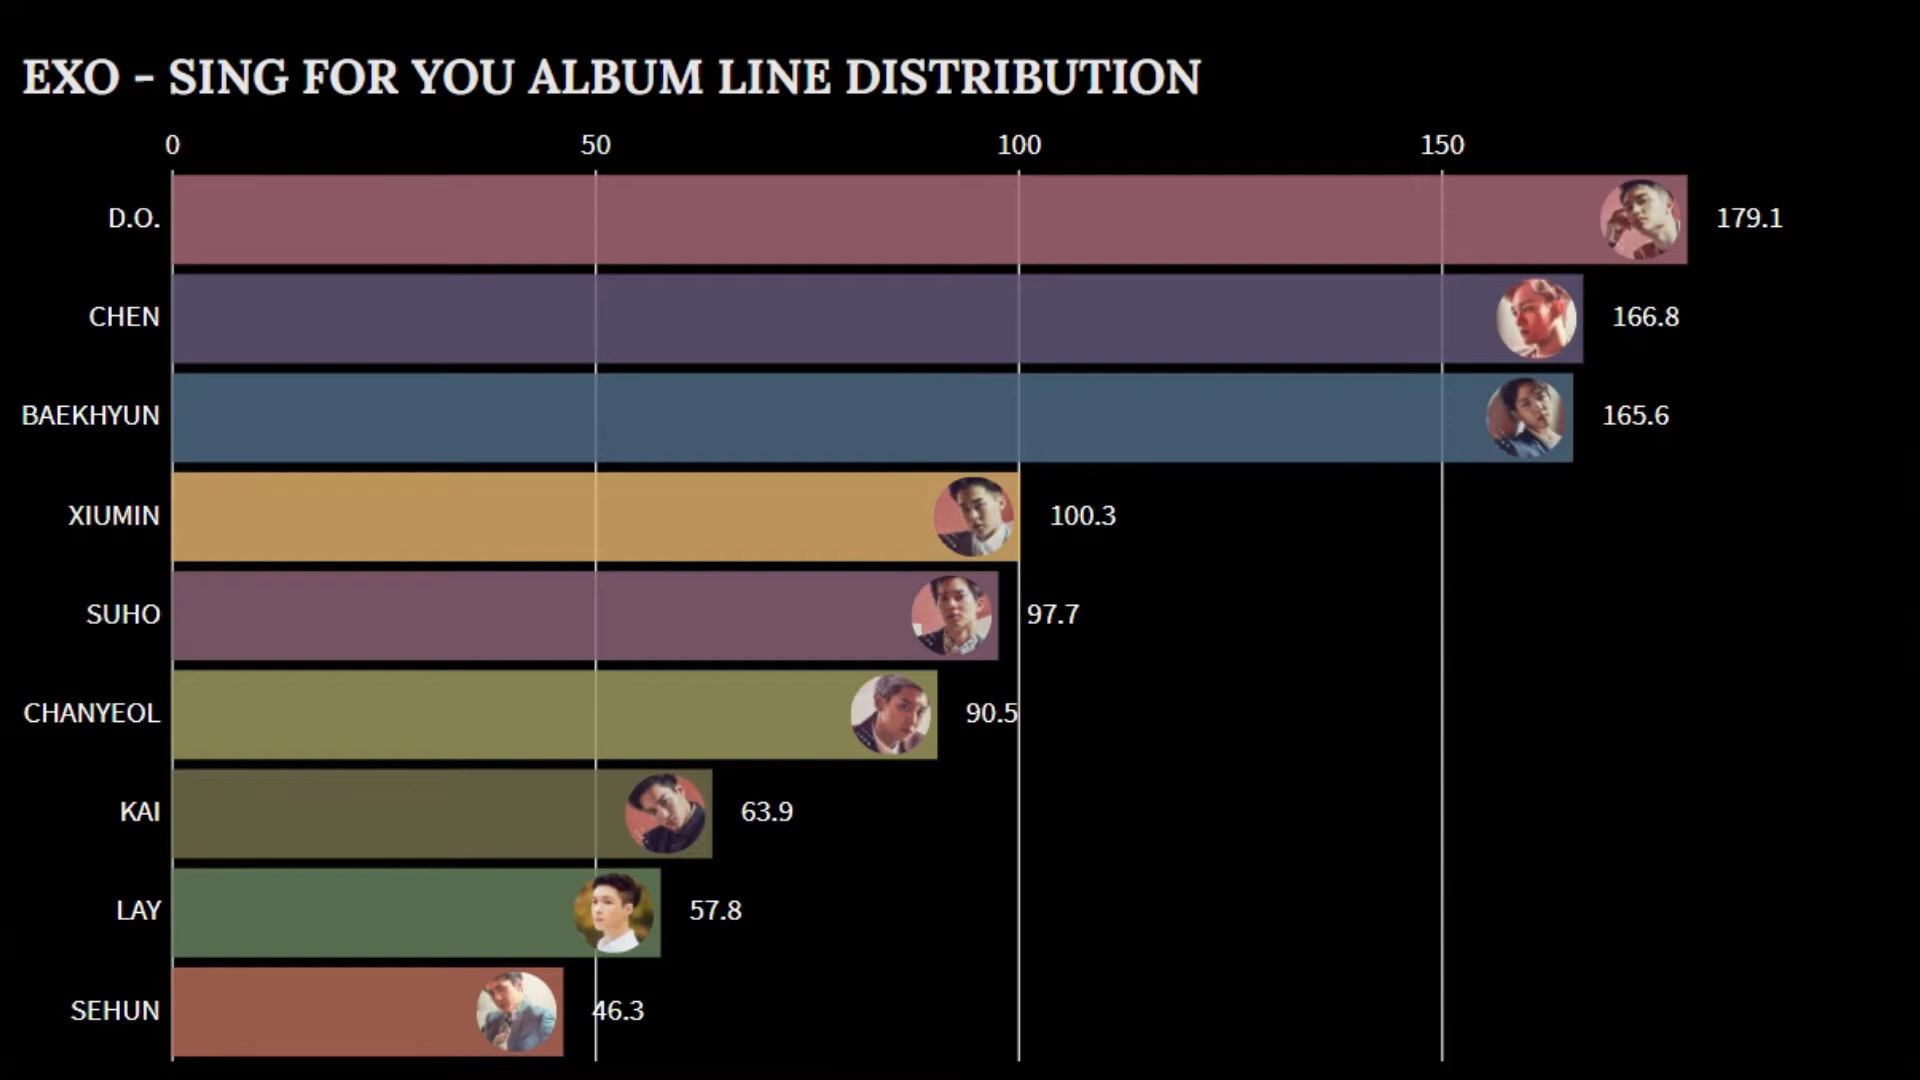 EXO - SING FOR YOU ALBUM LINE DISTRIBUTION
0 50 100 150
D.O. 179.1
CHEN 166.8
BAEKHYUN 165.6
XIUMIN 100.3
SUHO 97.7
CHANYEOL 90.5
KAI 63.9
LAY 57.8
SEHUN 46.3